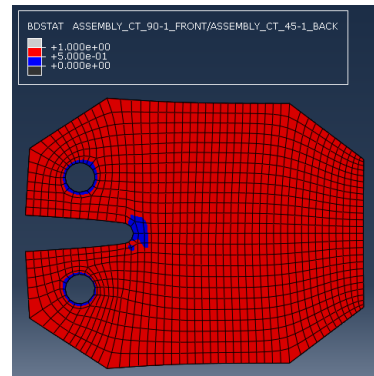 BDSTAT ASSEMBLY_CT_90-1_FRONT/ASSEMBLY_CT_45-1_BACK
+1.000e+00
+5.000e-01
+0.000e+00